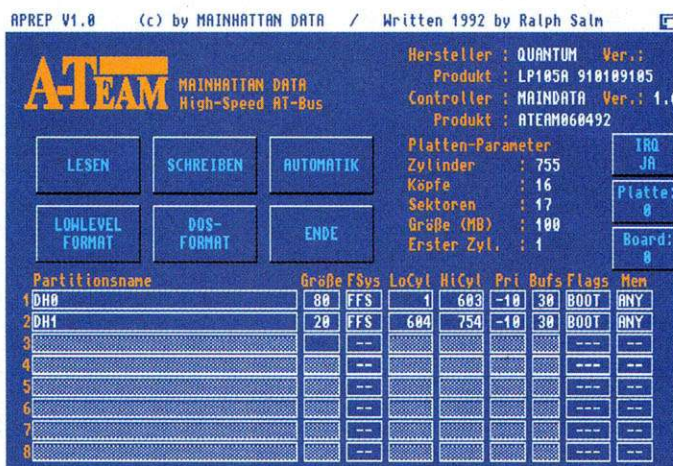 APREP V1.0 (c) by MAINHATTAN DATA / Written 1992 by Ralph Salm
A-TEAM
MAINHATTAN DATA
High-Speed AT-Bus
Hersteller : QUANTUM Ver.:
Produkt : LP105A 910109105
Controller : MAINDATA Ver.: 1.
Produkt : ATEAM060492
LESEN
SCHREIBEN
AUTOMATIK
LOWLEVEL FORMAT
DOS-FORMAT
ENDE
Platten-Parameter
Zylinder : 755
Köpfe : 16
Sektoren : 17
Größe (MB) : 100
Erster Zyl. : 1
IRQ
JA
Platte:
0
Board:
0
Partitionsname Größe FSys LoCyl HiCyl Pri Bufs Flags Mem
1 DH0 80 FFS 1 603 -10 30 BOOT ANY
2 DH1 20 FFS 604 754 -10 30 BOOT ANY
3 -- --- --
4 -- --- --
5 -- --- --
6 -- --- --
7 -- --- --
8 -- --- --